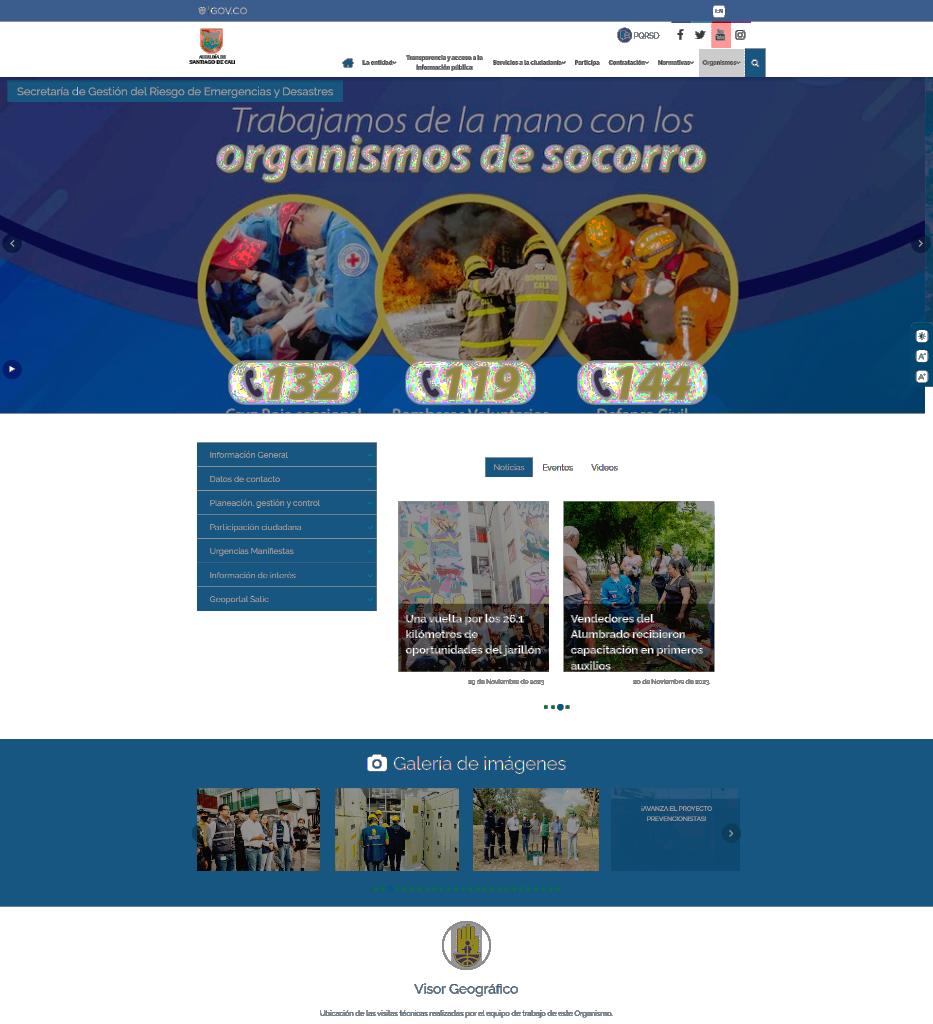 GOV.CO
ALCALDÍA DE
SANTIAGO DE CALI
PQRSD
La entidad
Transparencia y acceso a la
información pública
Servicios a la ciudadanía
Participa
Contratación
Normativas
Organismos
Secretaría de Gestión del Riesgo de Emergencias y Desastres
Trabajamos de la mano con los
organismos de socorro
BOMBEROS
CALI
132
119
144
Cruz Roja seccional
Bomberos Voluntarios
Defensa Civil
Información General
Datos de contacto
Planeación, gestión y control
Participación ciudadana
Urgencias Manifiestas
Información de interés
Geoportal Salic
Noticias
Eventos
Videos
Una vuelta por los 26.1
kilómetros de
oportunidades del jarillón
29 de Noviembre de 2023
Vendedores del
Alumbrado recibieron
capacitación en primeros
auxilios
20 de Noviembre de 2023
Galería de imágenes
¡AVANZA EL PROYECTO
PREVENCIONISTAS!
Visor Geográfico
Ubicación de las visitas técnicas realizadas por el equipo de trabajo de este Organismo.